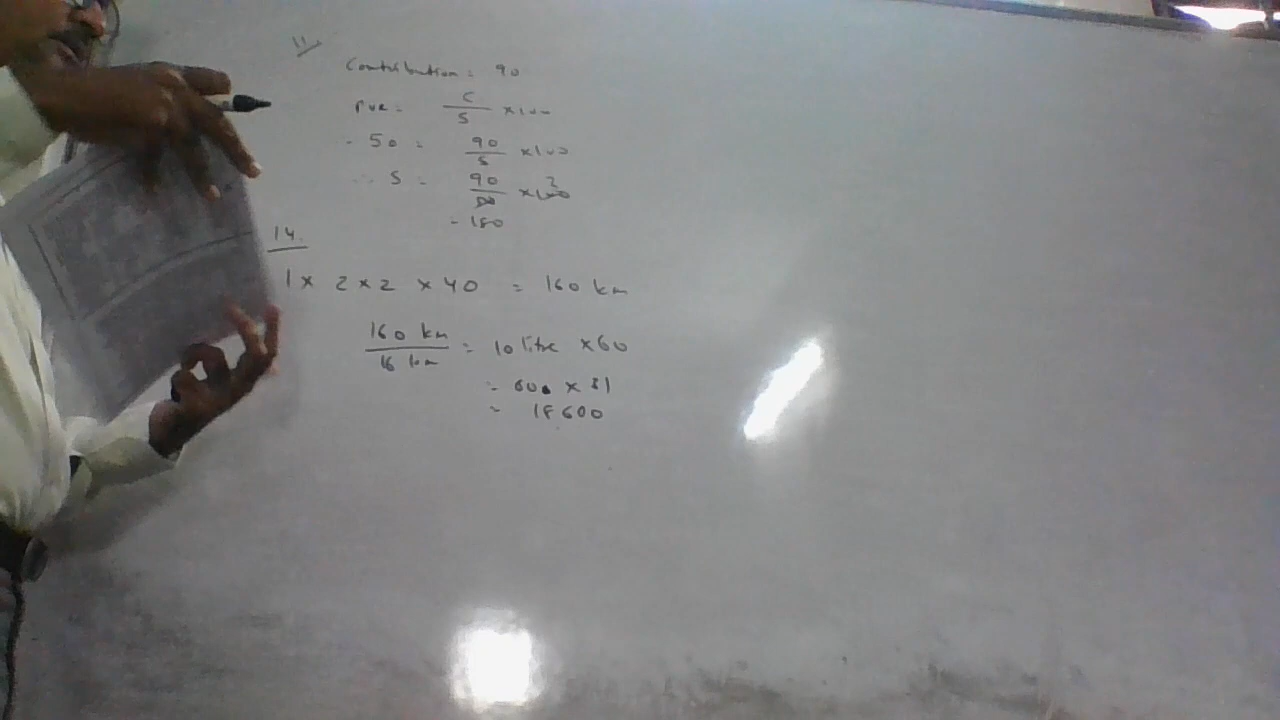 11
Contribution = 90
PVR = C/S × 100
50 = 90/S × 100
∴ S = 90/50 × 100 2
= 180
14.
1 × 2 × 2 × 40 = 160 km
160 km / 16 km = 10 litre × 60
= 600 × 31
= 18600